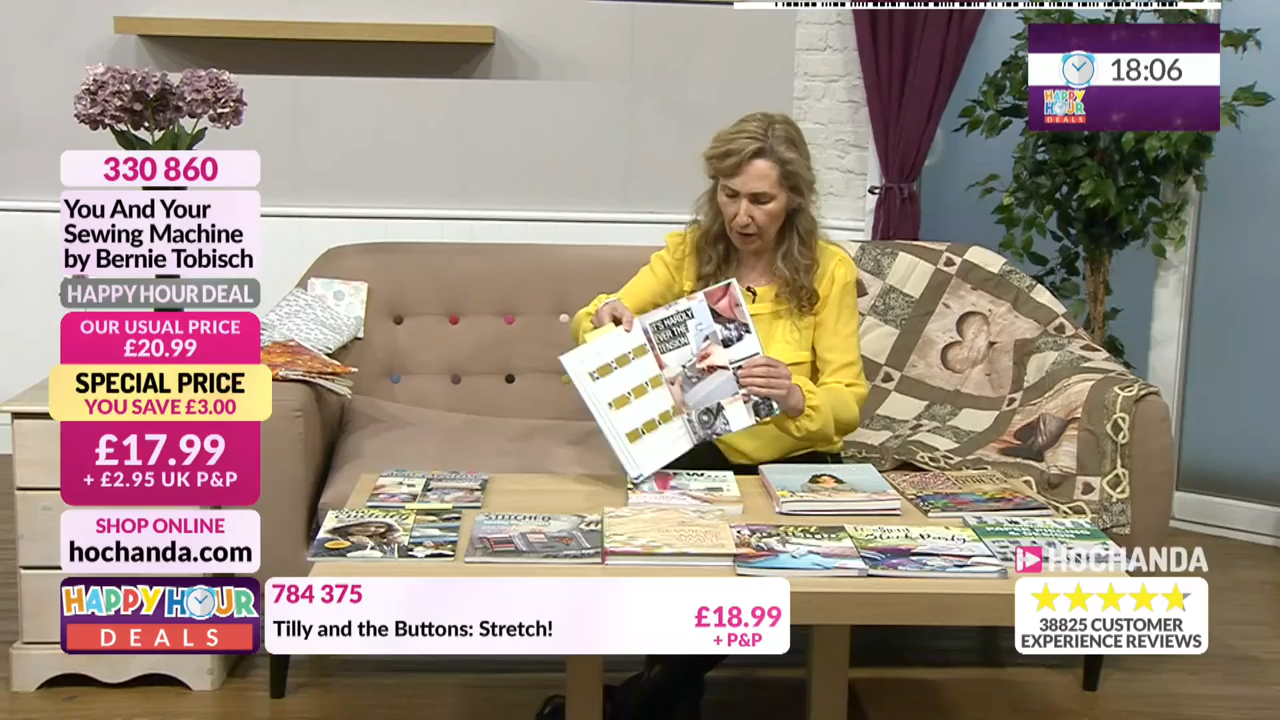 18:06
HAPPY
HOUR
DEALS
330 860
You And Your
Sewing Machine
by Bernie Tobisch
HAPPY HOUR DEAL
OUR USUAL PRICE
£20.99
SPECIAL PRICE
YOU SAVE £3.00
£17.99
+ £2.95 UK P&P
SHOP ONLINE
hochanda.com
HAPPY HOUR
DEALS
784 375
Tilly and the Buttons: Stretch!
£18.99
+ P&P
IT'S HARDLY
EVER THE
TENSION
STITCHED
HOCHANDA
38825 CUSTOMER
EXPERIENCE REVIEWS